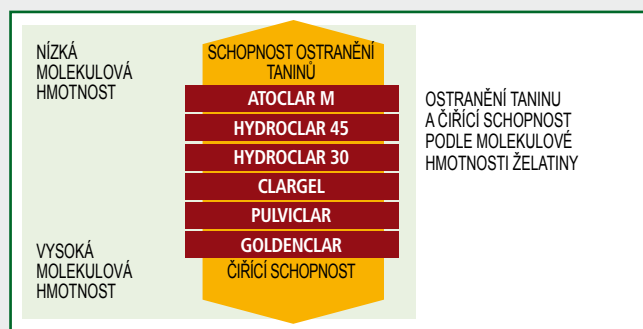 NÍZKÁ
MOLEKULOVÁ
HMOTNOST
SCHOPNOST OSTRANĚNÍ
TANINŮ
ATOCLAR M
HYDROCLAR 45
HYDROCLAR 30
CLARGEL
PULVICLAR
GOLDENCLAR
ČIŘÍCÍ SCHOPNOST
VYSOKÁ
MOLEKULOVÁ
HMOTNOST
OSTRANĚNÍ TANINU
A ČIŘÍCÍ SCHOPNOST
PODLE MOLEKULOVÉ
HMOTNOSTI ŽELATINY